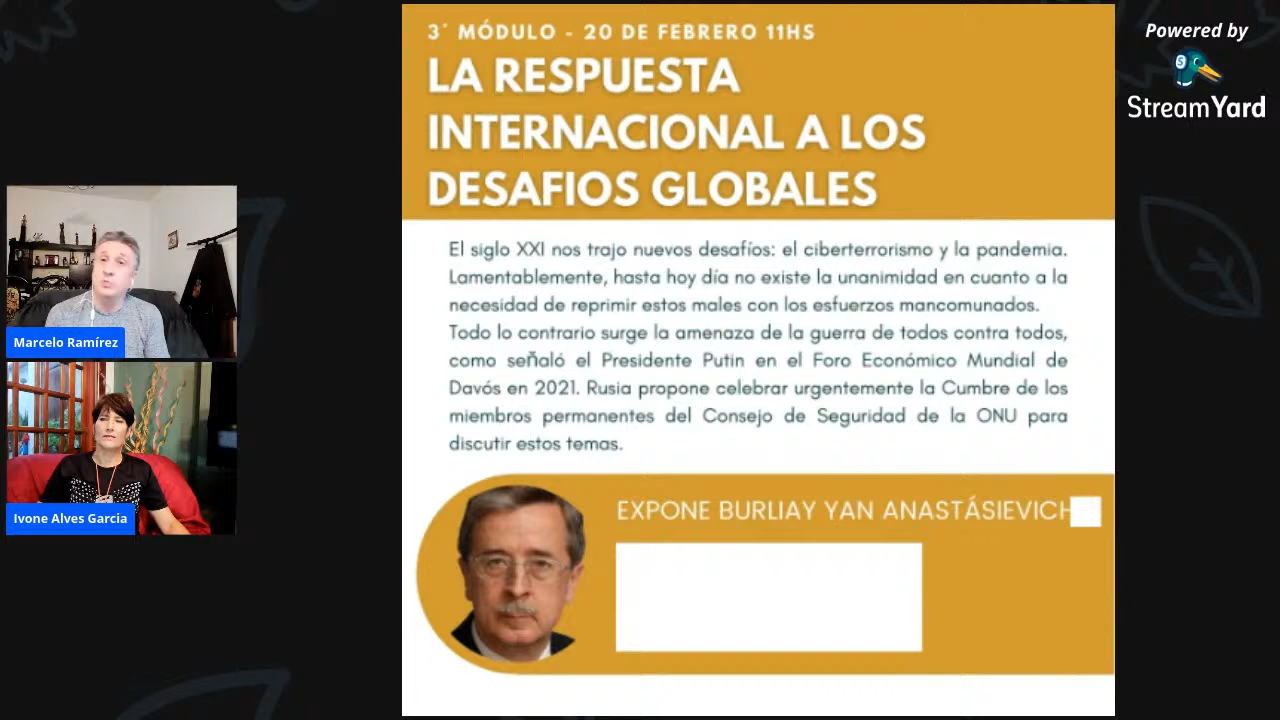 3° MÓDULO - 20 DE FEBRERO 11HS
LA RESPUESTA
INTERNACIONAL A LOS
DESAFIOS GLOBALES
El siglo XXI nos trajo nuevos desafíos: el ciberterrorismo y la pandemia.
Lamentablemente, hasta hoy día no existe la unanimidad en cuanto a la
necesidad de reprimir estos males con los esfuerzos mancomunados.
Todo lo contrario surge la amenaza de la guerra de todos contra todos,
como señaló el Presidente Putin en el Foro Económico Mundial de
Davós en 2021. Rusia propone celebrar urgentemente la Cumbre de los
miembros permanentes del Consejo de Seguridad de la ONU para
discutir estos temas.
EXPONE BURLIAY YAN ANASTÁSIEVICH
Marcelo Ramírez
Ivone Alves Garcia
Powered by
StreamYard